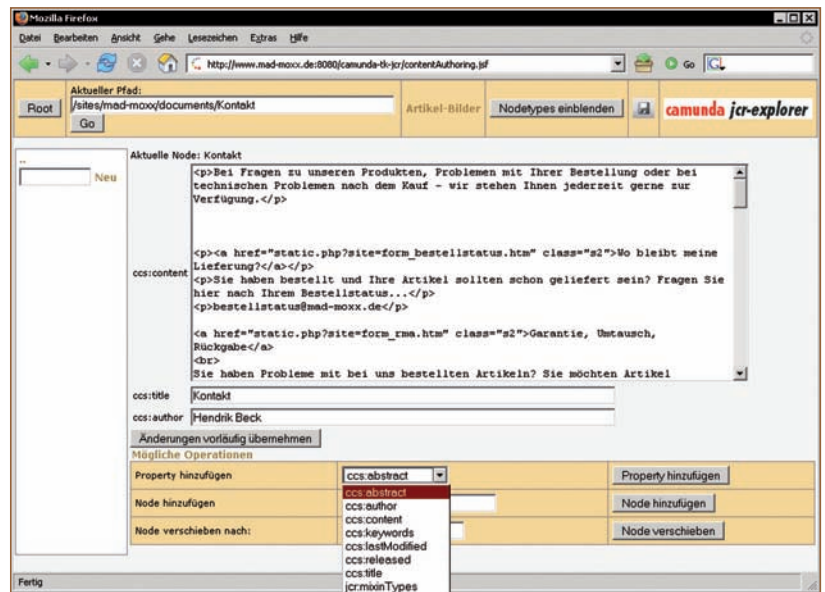 Mozilla Firefox
Datei Bearbeiten Ansicht Gehe Lesezeichen Extras Hilfe
http://www.mad-moxx.de:8080/camunda-tk-jcr/contentAuthoring.jsf Go G
Aktueller Pfad:
Root /sites/mad-moxx/documents/Kontakt Artikel-Bilder Nodetypes einblenden camunda jcr-explorer
Go
..
Neu
Aktuelle Node: Kontakt
<p>Bei Fragen zu unseren Produkten, Problemen mit Ihrer Bestellung oder bei
technischen Problemen nach dem Kauf - wir stehen Ihnen jederzeit gerne zur
Verfügung.</p>
<p><a href="static.php?site=form_bestellstatus.htm" class="s2">Wo bleibt meine
Lieferung?</a></p>
ccs:content
<p>Sie haben bestellt und Ihre Artikel sollten schon geliefert sein? Fragen Sie
hier nach Ihrem Bestellstatus...</p>
<p>bestellstatus@mad-moxx.de</p>
<a href="static.php?site=form_rma.htm" class="s2">Garantie, Umtausch,
Rückgabe</a>
<br>
Sie haben Probleme mit bei uns bestellten Artikeln? Sie möchten Artikel
ccs:title Kontakt
ccs:author Hendrik Beck
Änderungen vorläufig übernehmen
Mögliche Operationen
Property hinzufügen ccs:abstract Property hinzufügen
ccs:abstract
Node hinzufügen ccs:author Node hinzufügen
ccs:content
Node verschieben nach: ccs:keywords Node verschieben
ccs:lastModified
ccs:released
ccs:title
Fertig jcr:mixinTypes